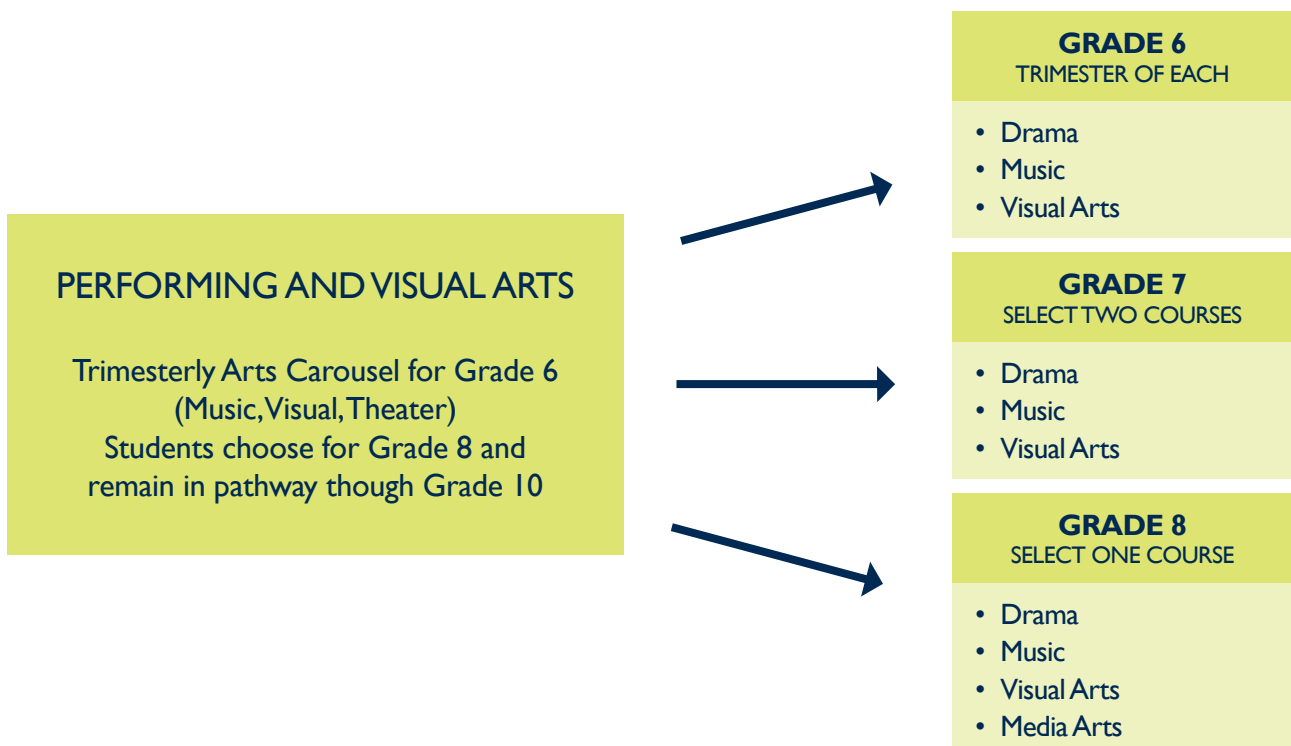 PERFORMING AND VISUAL ARTS
Trimesterly Arts Carousel for Grade 6
(Music, Visual, Theater)
Students choose for Grade 8 and
remain in pathway though Grade 10
GRADE 6
TRIMESTER OF EACH
• Drama
• Music
• Visual Arts
GRADE 7
SELECT TWO COURSES
• Drama
• Music
• Visual Arts
GRADE 8
SELECT ONE COURSE
• Drama
• Music
• Visual Arts
• Media Arts